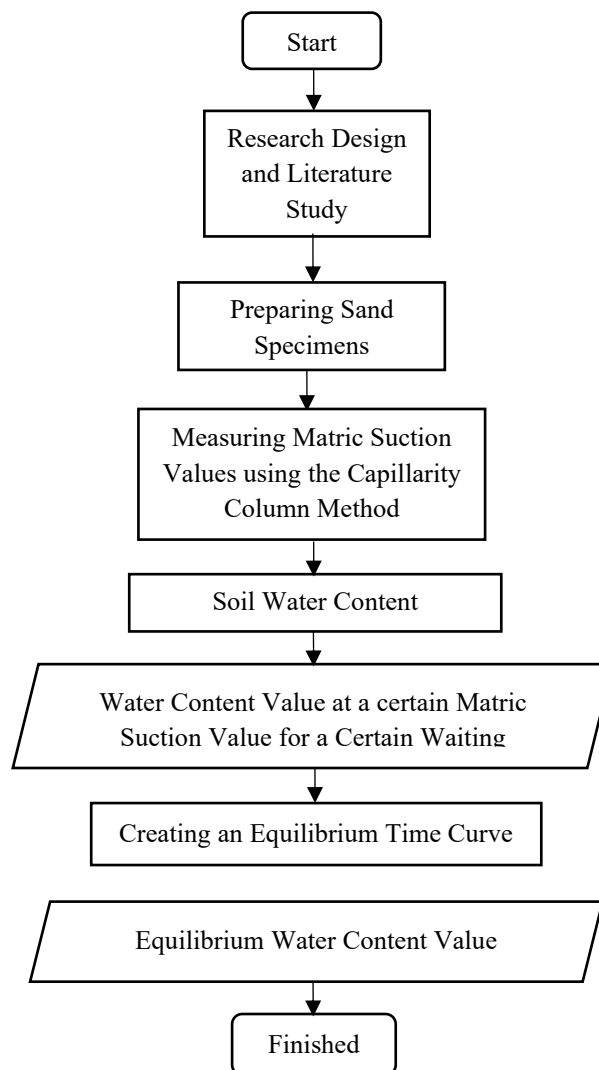 Start
Research Design
and Literature
Study
Preparing Sand
Specimens
Measuring Matric Suction
Values using the Capillarity
Column Method
Soil Water Content
Water Content Value at a certain Matric
Suction Value for a Certain Waiting
Creating an Equilibrium Time Curve
Equilibrium Water Content Value
Finished